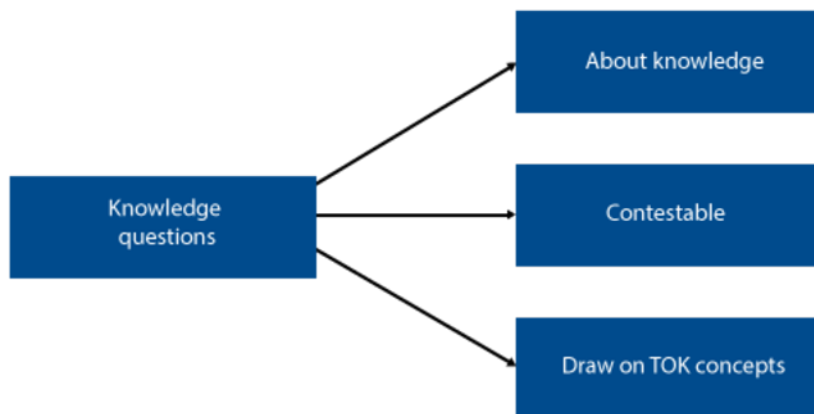 About knowledge
Knowledge
questions
Contestable
Draw on TOK concepts